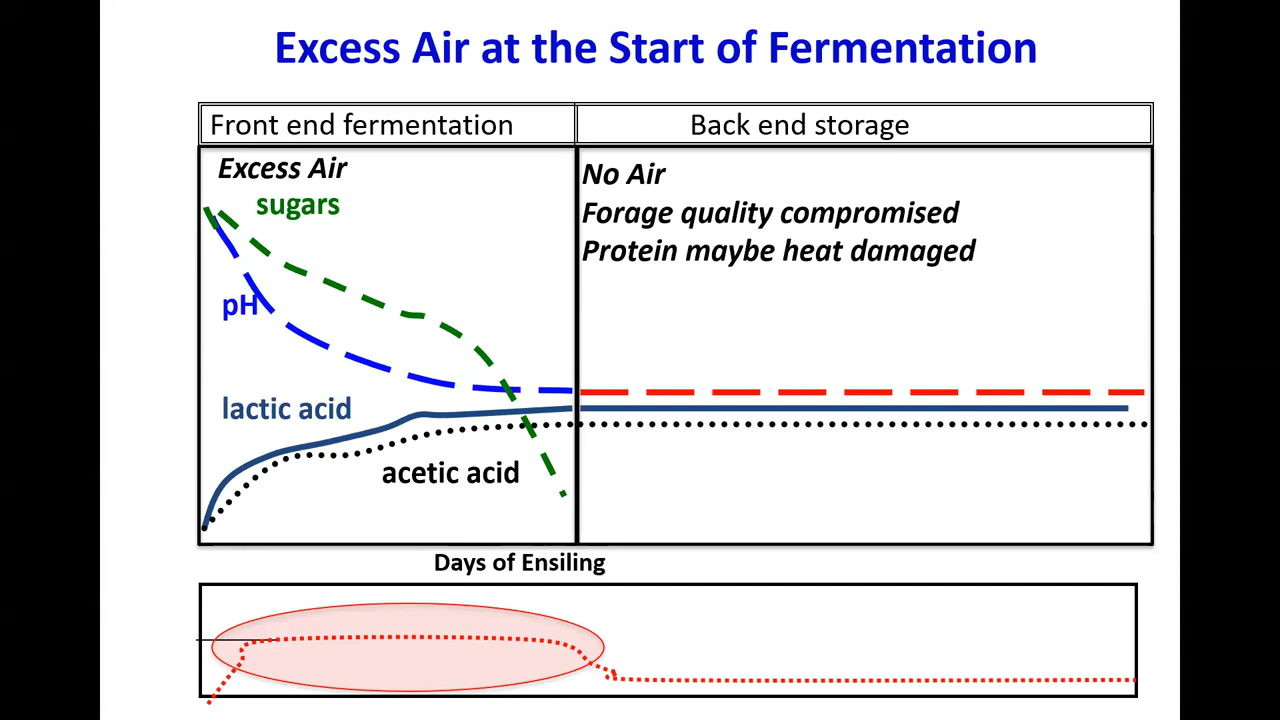 Excess Air at the Start of Fermentation
Front end fermentation
Back end storage
Excess Air
sugars
pH
lactic acid
acetic acid
No Air
Forage quality compromised
Protein maybe heat damaged
Days of Ensiling